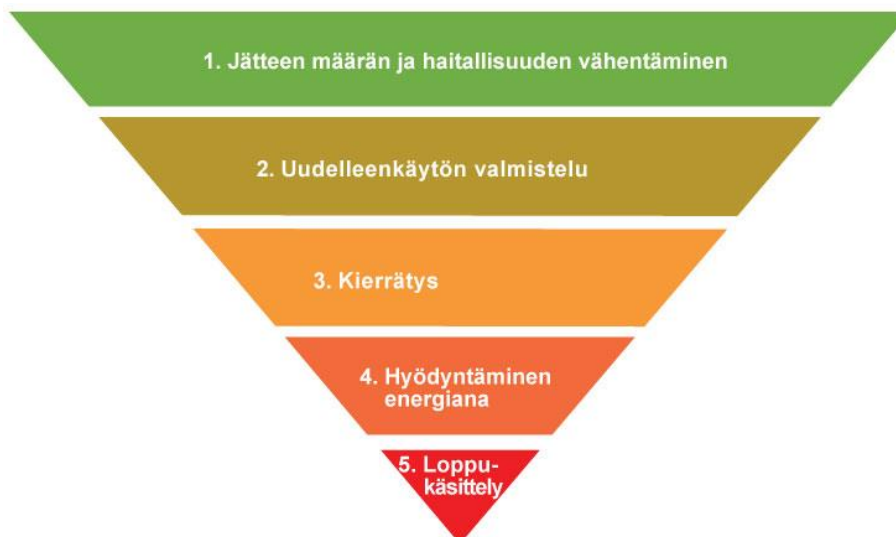 1. Jätteen määrän ja haitallisuuden vähentäminen
2. Uudelleenkäytön valmistelu
3. Kierrätys
4. Hyödyntäminen
energiana
5. Loppu-
käsittely